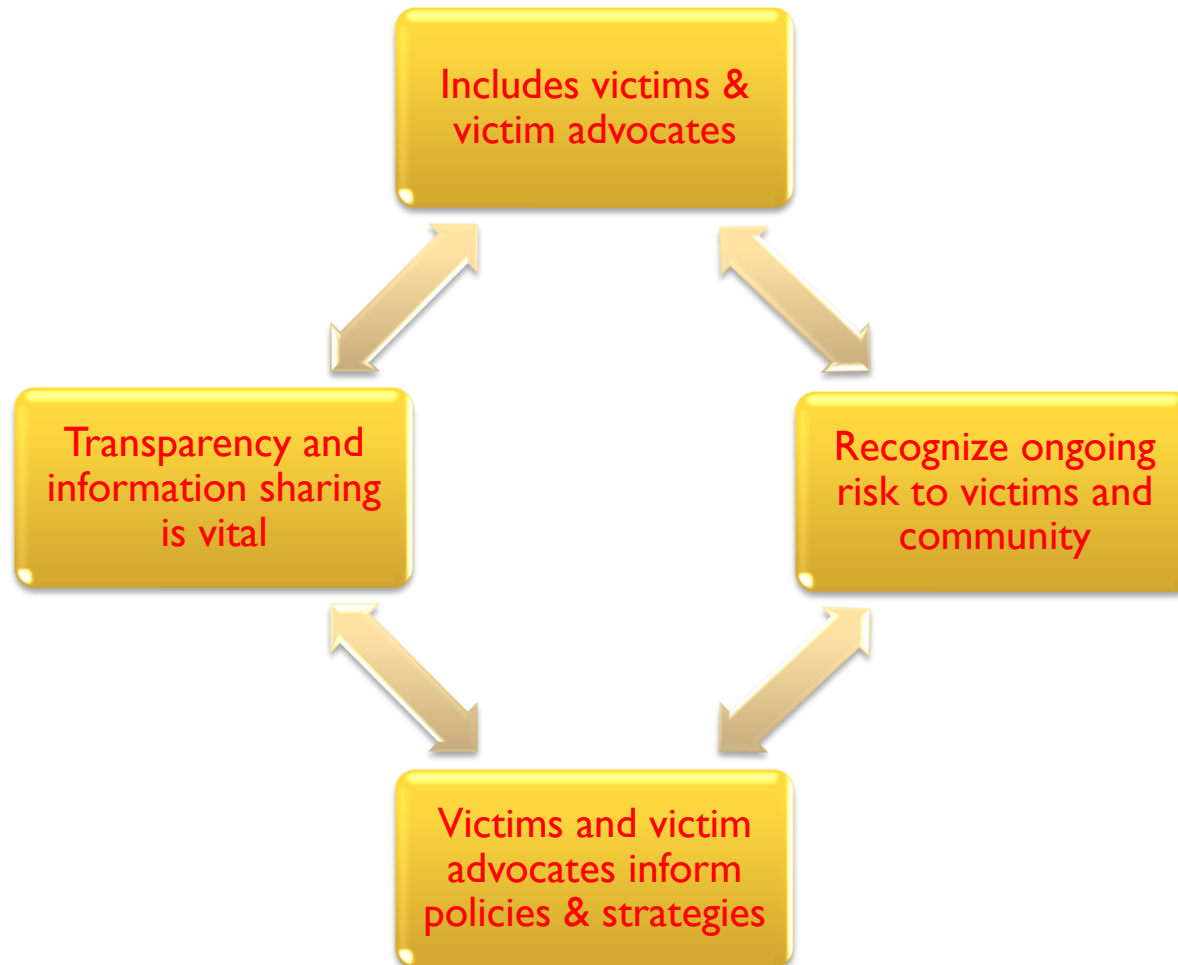 Includes victims &
victim advocates
Transparency and
information sharing
is vital
Recognize ongoing
risk to victims and
community
Victims and victim
advocates inform
policies & strategies